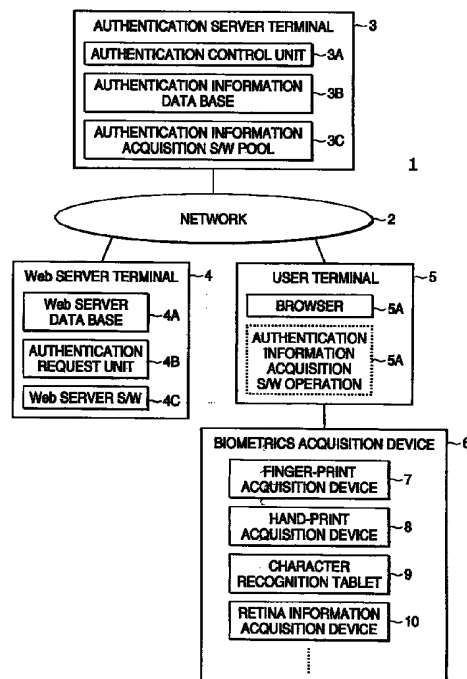 AUTHENTICATION SERVER TERMINAL
3
AUTHENTICATION CONTROL UNIT
3A
AUTHENTICATION INFORMATION
DATA BASE
3B
AUTHENTICATION INFORMATION
ACQUISITION S/W POOL
3C
1
NETWORK
2
Web SERVER TERMINAL
4
Web SERVER
DATA BASE
4A
AUTHENTICATION
REQUEST UNIT
4B
Web SERVER S/W
4C
USER TERMINAL
5
BROWSER
5A
AUTHENTICATION
INFORMATION
ACQUISITION
S/W OPERATION
5A
BIOMETRICS ACQUISITION DEVICE
6
FINGER-PRINT
ACQUISITION DEVICE
7
HAND-PRINT
ACQUISITION DEVICE
8
CHARACTER
RECOGNITION TABLET
9
RETINA INFORMATION
ACQUISITION DEVICE
10